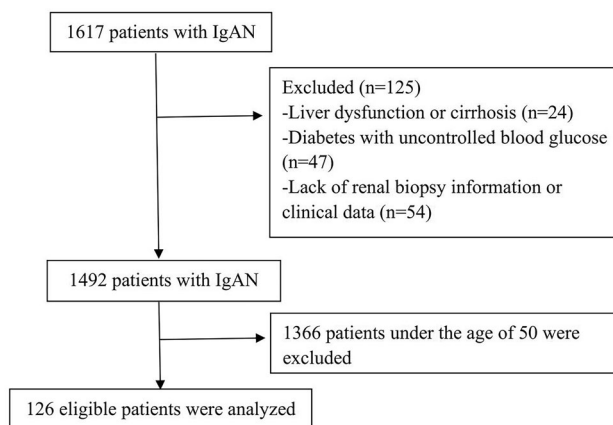 1617 patients with IgAN
Excluded (n=125)
-Liver dysfunction or cirrhosis (n=24)
-Diabetes with uncontrolled blood glucose
(n=47)
-Lack of renal biopsy information or
clinical data (n=54)
1492 patients with IgAN
1366 patients under the age of 50 were
excluded
126 eligible patients were analyzed